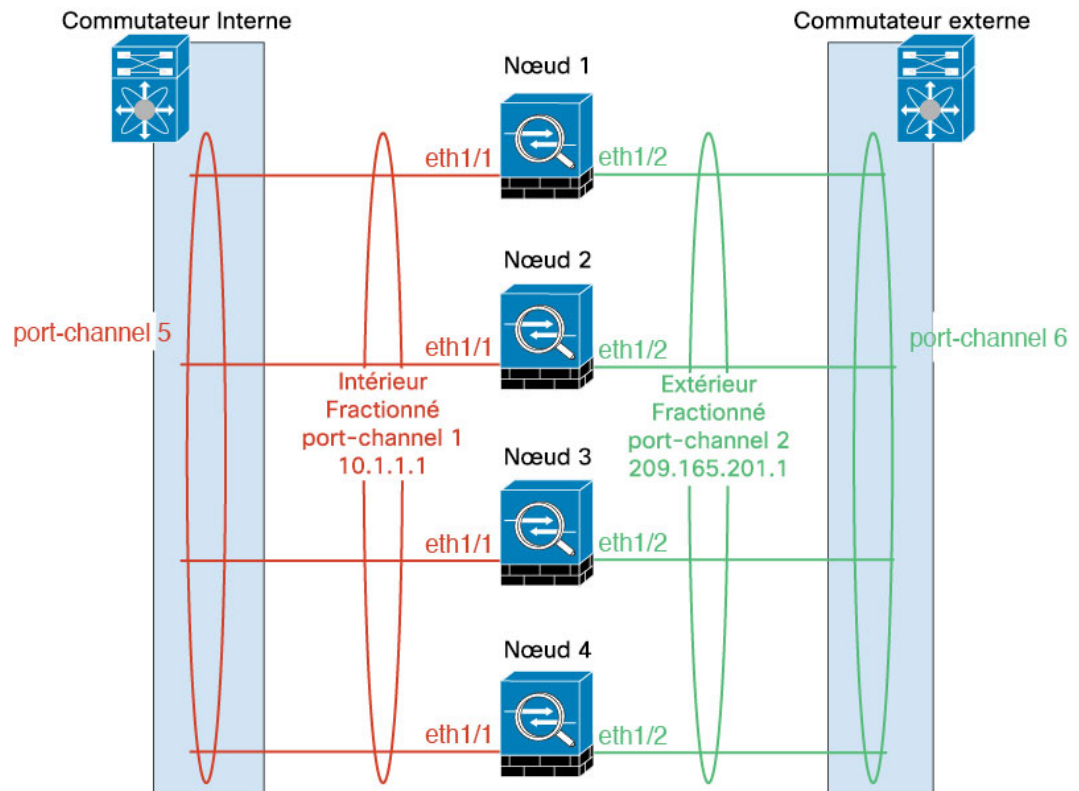 Commutateur Interne
Commutateur externe
Nœud 1
eth1/1
eth1/2
Nœud 2
port-channel 5
eth1/1
eth1/2
port-channel 6
Intérieur
Fractionné
port-channel 1
10.1.1.1
Extérieur
Fractionné
port-channel 2
209.165.201.1
Nœud 3
eth1/1
eth1/2
Nœud 4
eth1/1
eth1/2